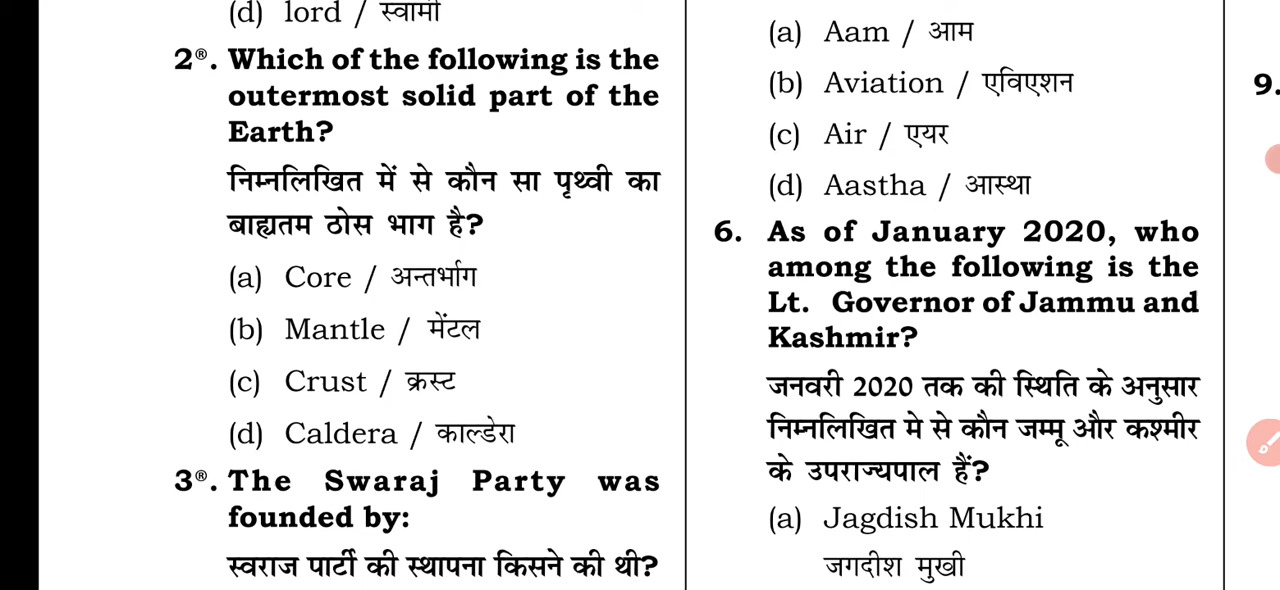 (d) lord / स्वामी
2®. Which of the following is the
outermost solid part of the
Earth?
निम्नलिखित में से कौन सा पृथ्वी का
बाह्यतम ठोस भाग है?
(a) Core / अन्तर्भाग
(b) Mantle / मेंटल
(c) Crust / क्रस्ट
(d) Caldera / काल्डेरा
3®. The Swaraj Party was
founded by:
स्वराज पार्टी की स्थापना किसने की थी?
(a) Aam / आम
(b) Aviation / एविएशन
(c) Air / एयर
(d) Aastha / आस्था
6. As of January 2020, who
among the following is the
Lt. Governor of Jammu and
Kashmir?
जनवरी 2020 तक की स्थिति के अनुसार
निम्नलिखित मे से कौन जम्मू और कश्मीर
के उपराज्यपाल हैं?
(a) Jagdish Mukhi
जगदीश मुखी
9.